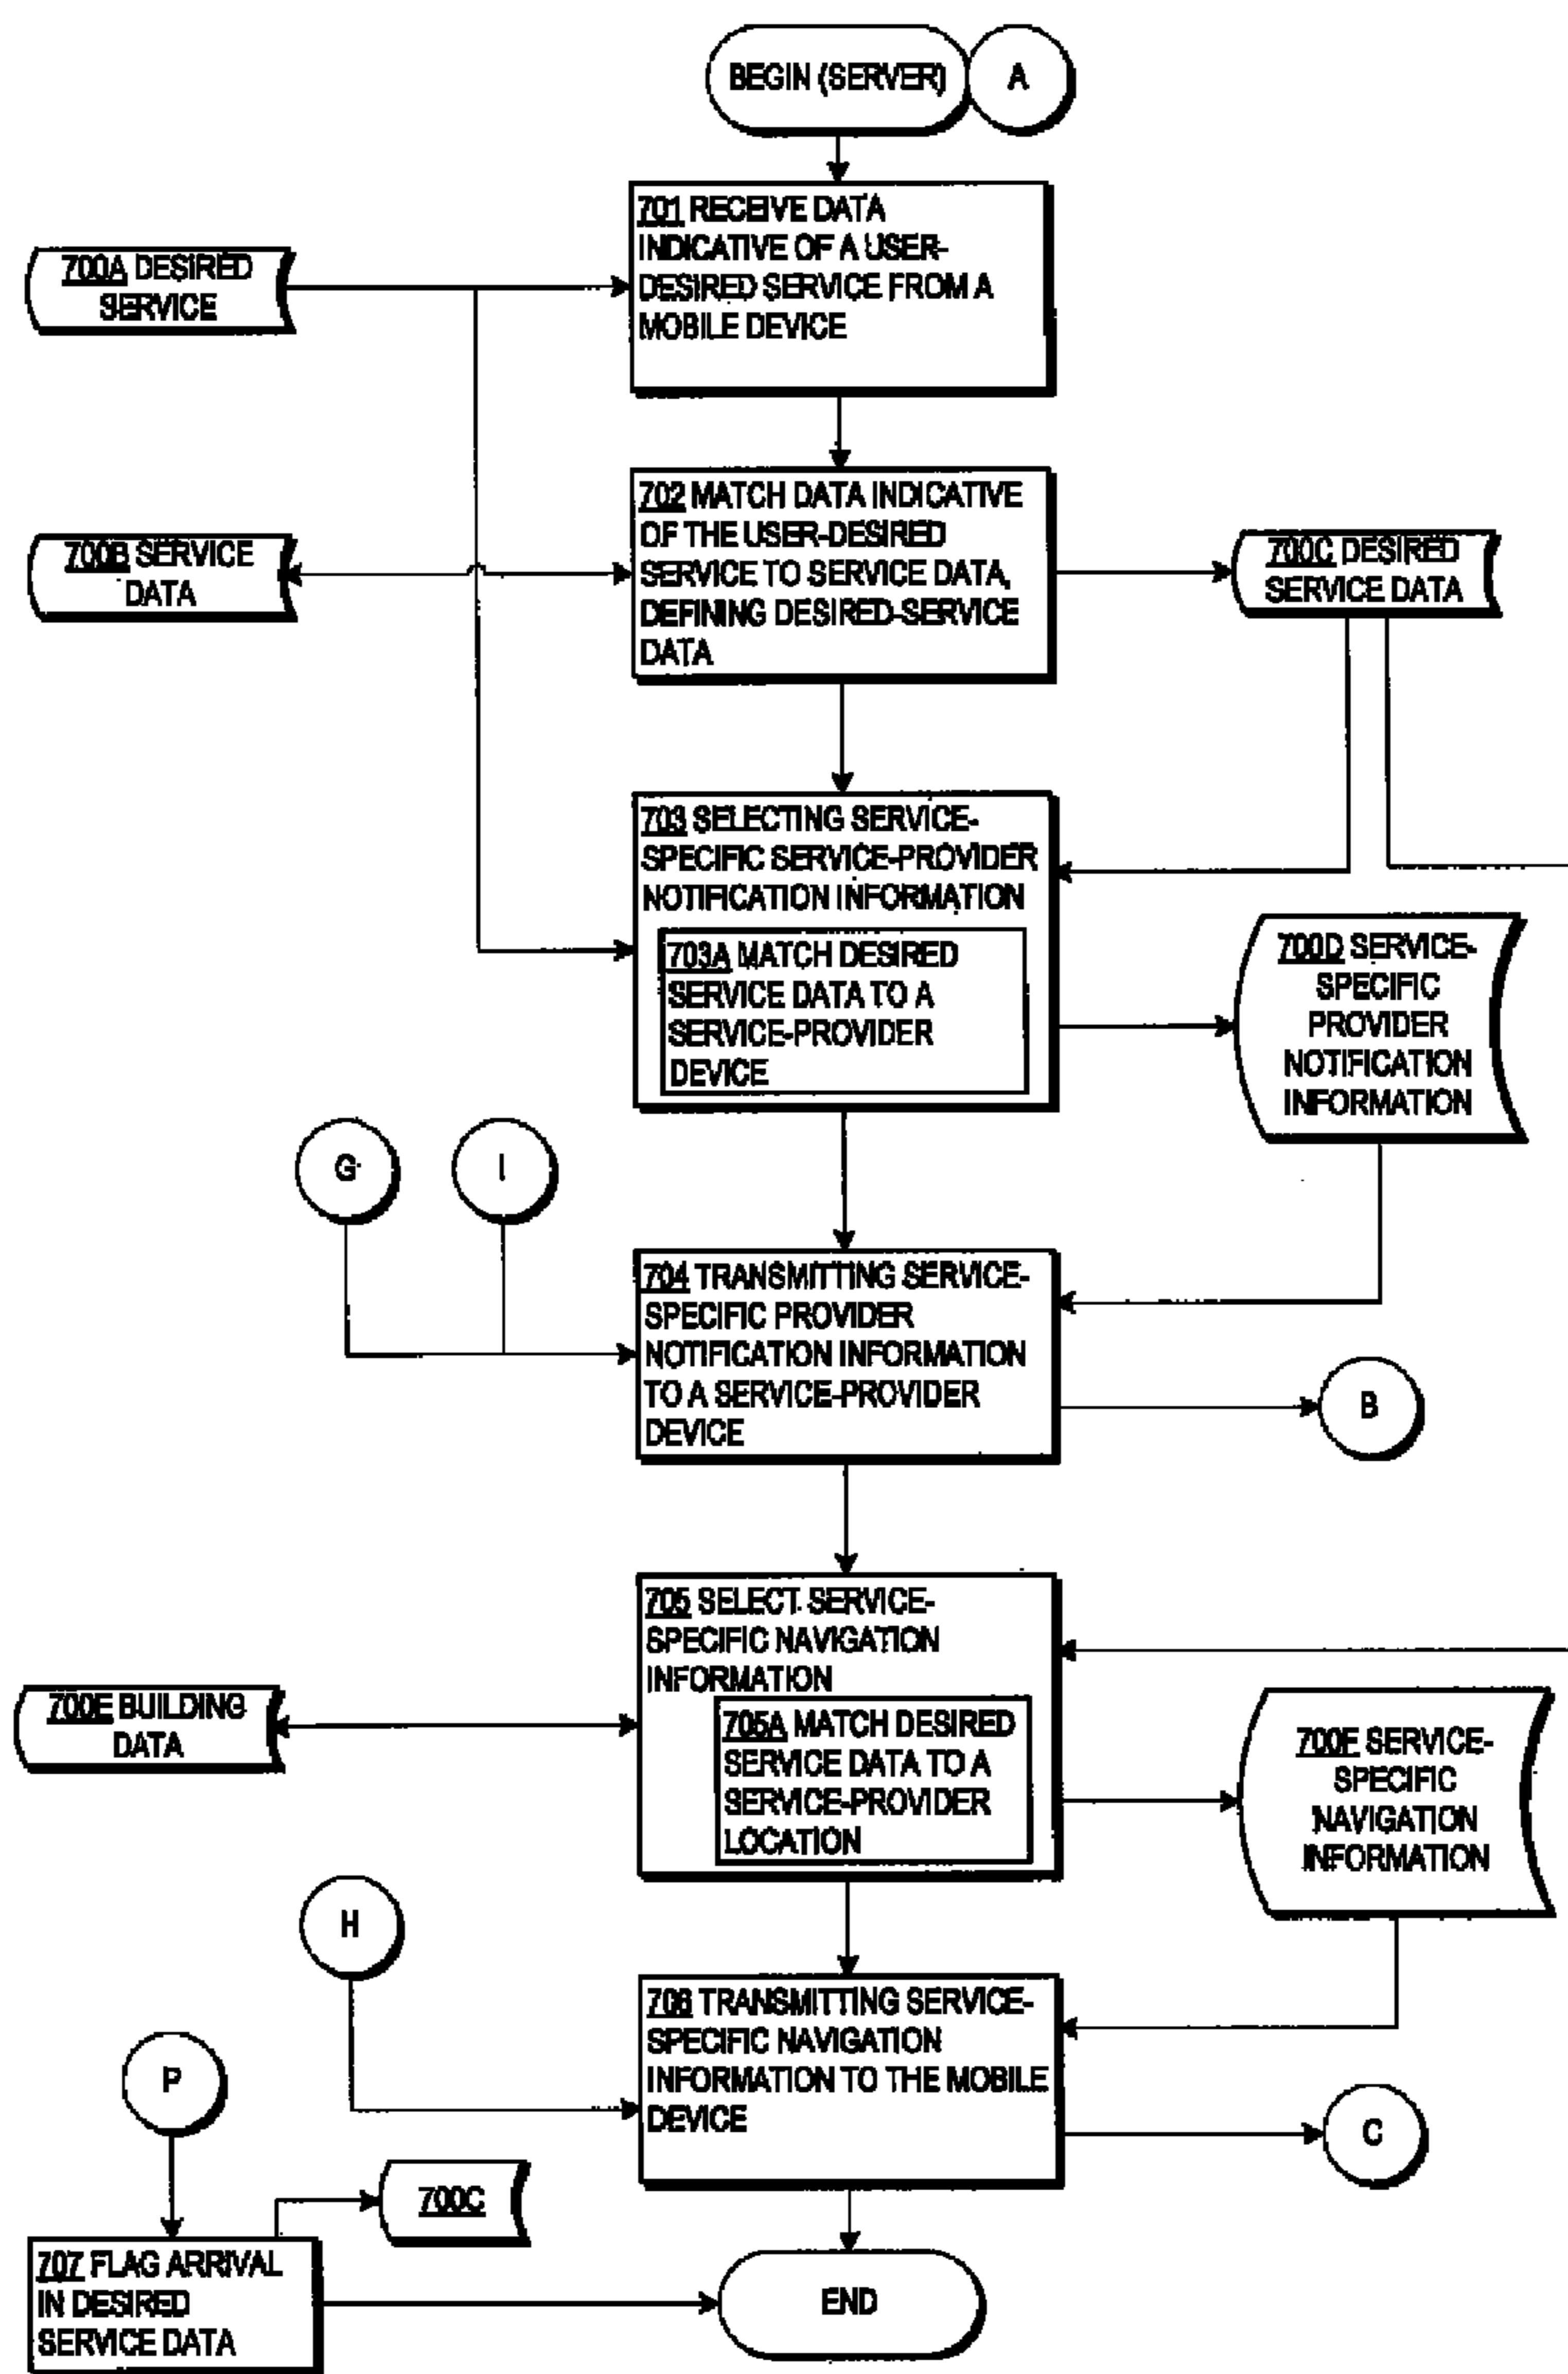 BEGIN (SERVER)
A
701 RECEIVE DATA
INDICATIVE OF A USER-
DESIRED SERVICE FROM A
MOBILE DEVICE
700A DESIRED
SERVICE
702 MATCH DATA INDICATIVE
OF THE USER-DESIRED
SERVICE TO SERVICE DATA,
DEFINING DESIRED-SERVICE
DATA
700B SERVICE
DATA
700C DESIRED
SERVICE DATA
703 SELECTING SERVICE-
SPECIFIC SERVICE-PROVIDER
NOTIFICATION INFORMATION
703A MATCH DESIRED
SERVICE DATA TO A
SERVICE-PROVIDER
DEVICE
700D SERVICE-
SPECIFIC
PROVIDER
NOTIFICATION
INFORMATION
G
I
704 TRANSMITTING SERVICE-
SPECIFIC PROVIDER
NOTIFICATION INFORMATION
TO A SERVICE-PROVIDER
DEVICE
B
705 SELECT SERVICE-
SPECIFIC NAVIGATION
INFORMATION
705A MATCH DESIRED
SERVICE DATA TO A
SERVICE-PROVIDER
LOCATION
700E BUILDING
DATA
700F SERVICE-
SPECIFIC
NAVIGATION
INFORMATION
H
706 TRANSMITTING SERVICE-
SPECIFIC NAVIGATION
INFORMATION TO THE MOBILE
DEVICE
P
C
700C
707 FLAG ARRIVAL
IN DESIRED
SERVICE DATA
END